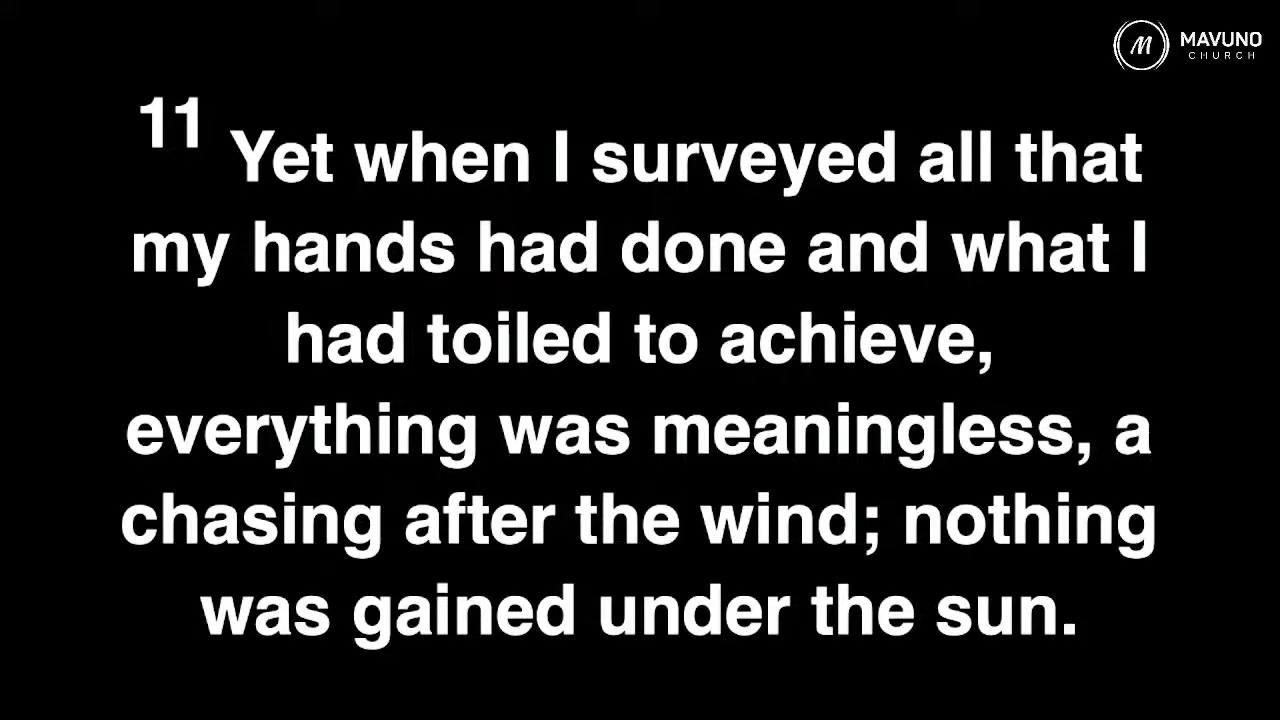 M MAVUNO
CHURCH
11 Yet when I surveyed all that
my hands had done and what I
had toiled to achieve,
everything was meaningless, a
chasing after the wind; nothing
was gained under the sun.